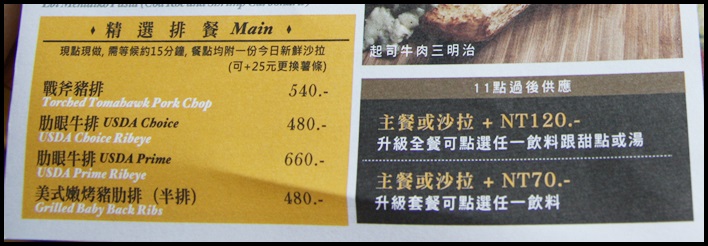 ♦ 精選排餐 Main ♦
現點現做, 需等候約15分鐘, 餐點均附一份今日新鮮沙拉
(可+25元更換薯條)
戰斧豬排 540.-
Torched Tomahawk Pork Chop
肋眼牛排 USDA Choice 480.-
USDA Choice Ribeye
肋眼牛排 USDA Prime 660.-
USDA Prime Ribeye
美式嫩烤豬肋排 (半排) 480.-
Grilled Baby Back Ribs
起司牛肉三明治
11點過後供應
主餐或沙拉 + NT120.-
升級全餐可點選任一飲料跟甜點或湯
主餐或沙拉 + NT70.-
升級套餐可點選任一飲料